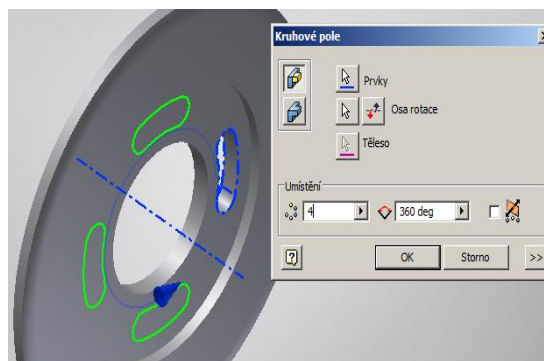 Kruhové pole
Prvky
Osa rotace
Těleso
Umístění
4
360 deg
OK
Storno
>>